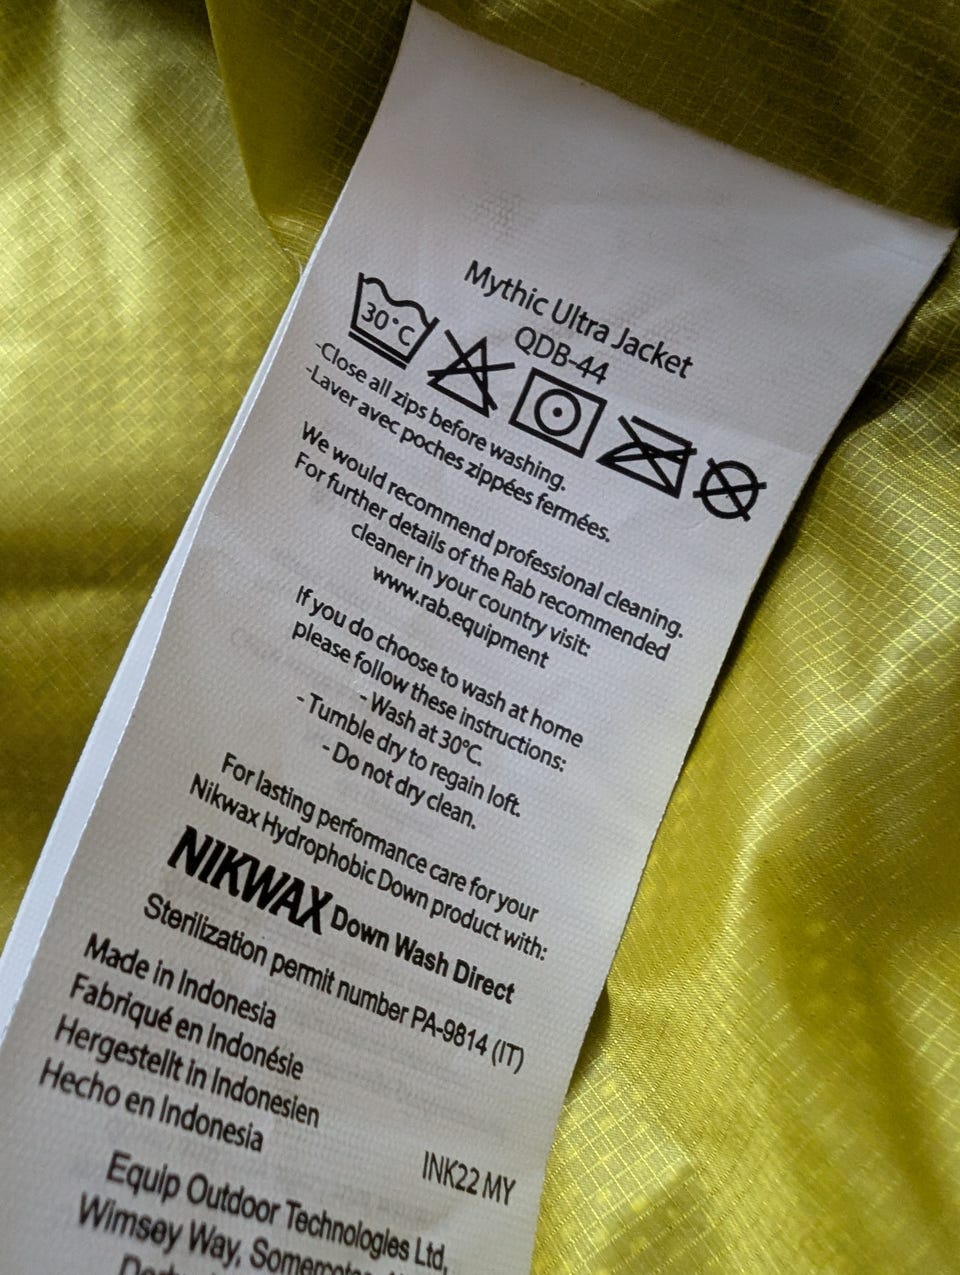 Mythic Ultra Jacket
QDB-44
30°C
-Close all zips before washing.
-Laver avec poches zippées fermées.
We would recommend professional cleaning.
For further details of the Rab recommended
cleaner in your country visit:
www.rab.equipment
If you do choose to wash at home
please follow these instructions:
- Wash at 30°C.
- Tumble dry to regain loft.
- Do not dry clean.
For lasting performance care for your
Nikwax Hydrophobic Down product with:
NIKWAX Down Wash Direct
Sterilization permit number PA-9814 (IT)
Made in Indonesia
Fabriqué en Indonésie
Hergestellt in Indonesien
Hecho en Indonesia
INK22 MY
Equip Outdoor Technologies Ltd,
Wimsey Way,